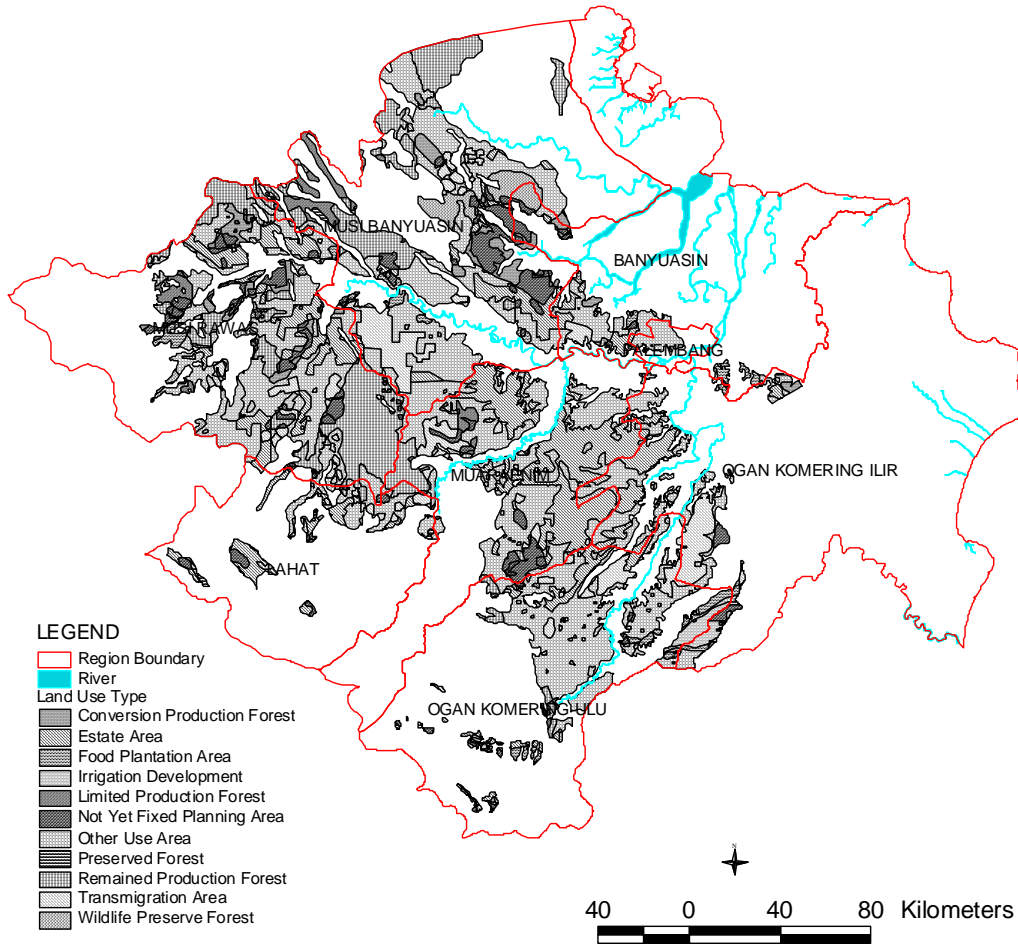 MUSI BANYUASIN
BANYUASIN
MUSI RAWAS
PALEMBANG
MUARA ENIM
OGAN KOMERING ILIR
LAHAT
OGAN KOMERING ULU
LEGEND
Region Boundary
River
Land Use Type
Conversion Production Forest
Estate Area
Food Plantation Area
Irrigation Development
Limited Production Forest
Not Yet Fixed Planning Area
Other Use Area
Preserved Forest
Remained Production Forest
Transmigration Area
Wildlife Preserve Forest
N
40 0 40 80 Kilometers